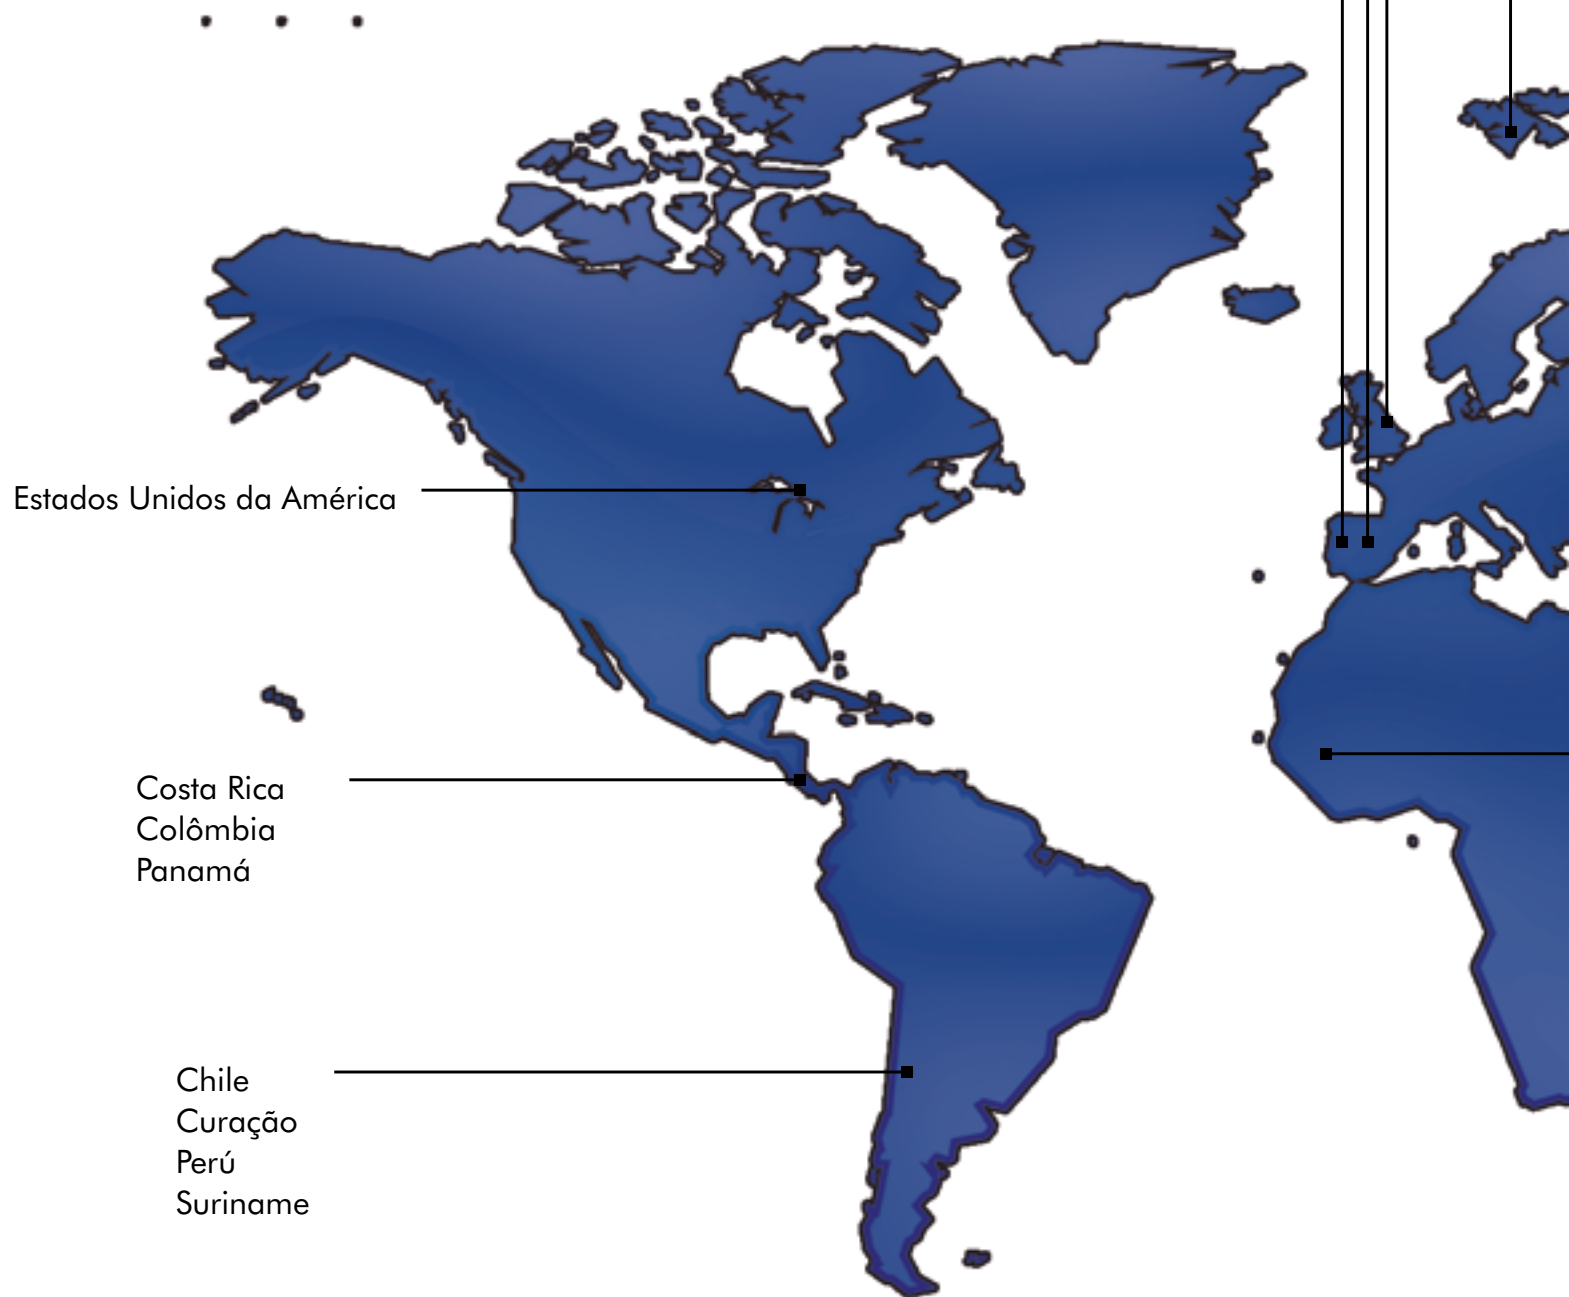 Estados Unidos da América
Costa Rica
Colômbia
Panamá
Chile
Curação
Perú
Suriname